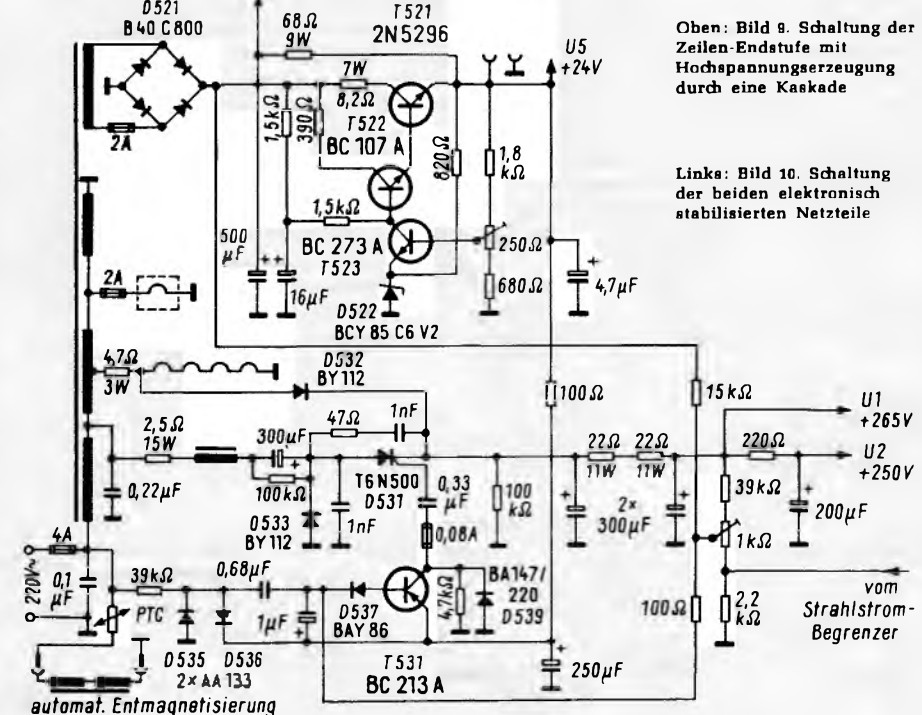 D521
B40 C800
68Ω
9W
T521
2N5296
U5
+24V
Oben: Bild 9. Schaltung der
Zeilen-Endstufe mit
Hochspannungserzeugung
durch eine Kaskade
7W
8,2Ω
2A
1,5kΩ
390Ω
T522
BC 107 A
820Ω
1,8
kΩ
Links: Bild 10. Schaltung
der beiden elektronisch
stabilisierten Netzteile
1,5kΩ
500
µF
+
+
BC 273 A
T523
250Ω
+
2A
16µF
680Ω
4,7µF
D522
BCY 85 C6 V2
4,7Ω
3W
D532
BY 112
100Ω
15kΩ
U1
+265V
2,5Ω
15W
47Ω
1nF
300µF
+
22Ω
11W
22Ω
11W
220Ω
U2
+250V
0,22µF
100kΩ
T6N500
D531
0,33
µF
100
kΩ
+
2×
300µF
+
39kΩ
+
200µF
D533
BY 112
1nF
0,08A
1kΩ
4A
220V~
0,1
µF
39kΩ
0,68µF
BA147/
220
D539
4,7kΩ
vom
Strahlstrom-
Begrenzer
PTC
1µF
+
D537
BAY 86
100Ω
2,2
kΩ
D535
D536
2× AA 133
T531
BC 213 A
+
250µF
automat. Entmagnetisierung